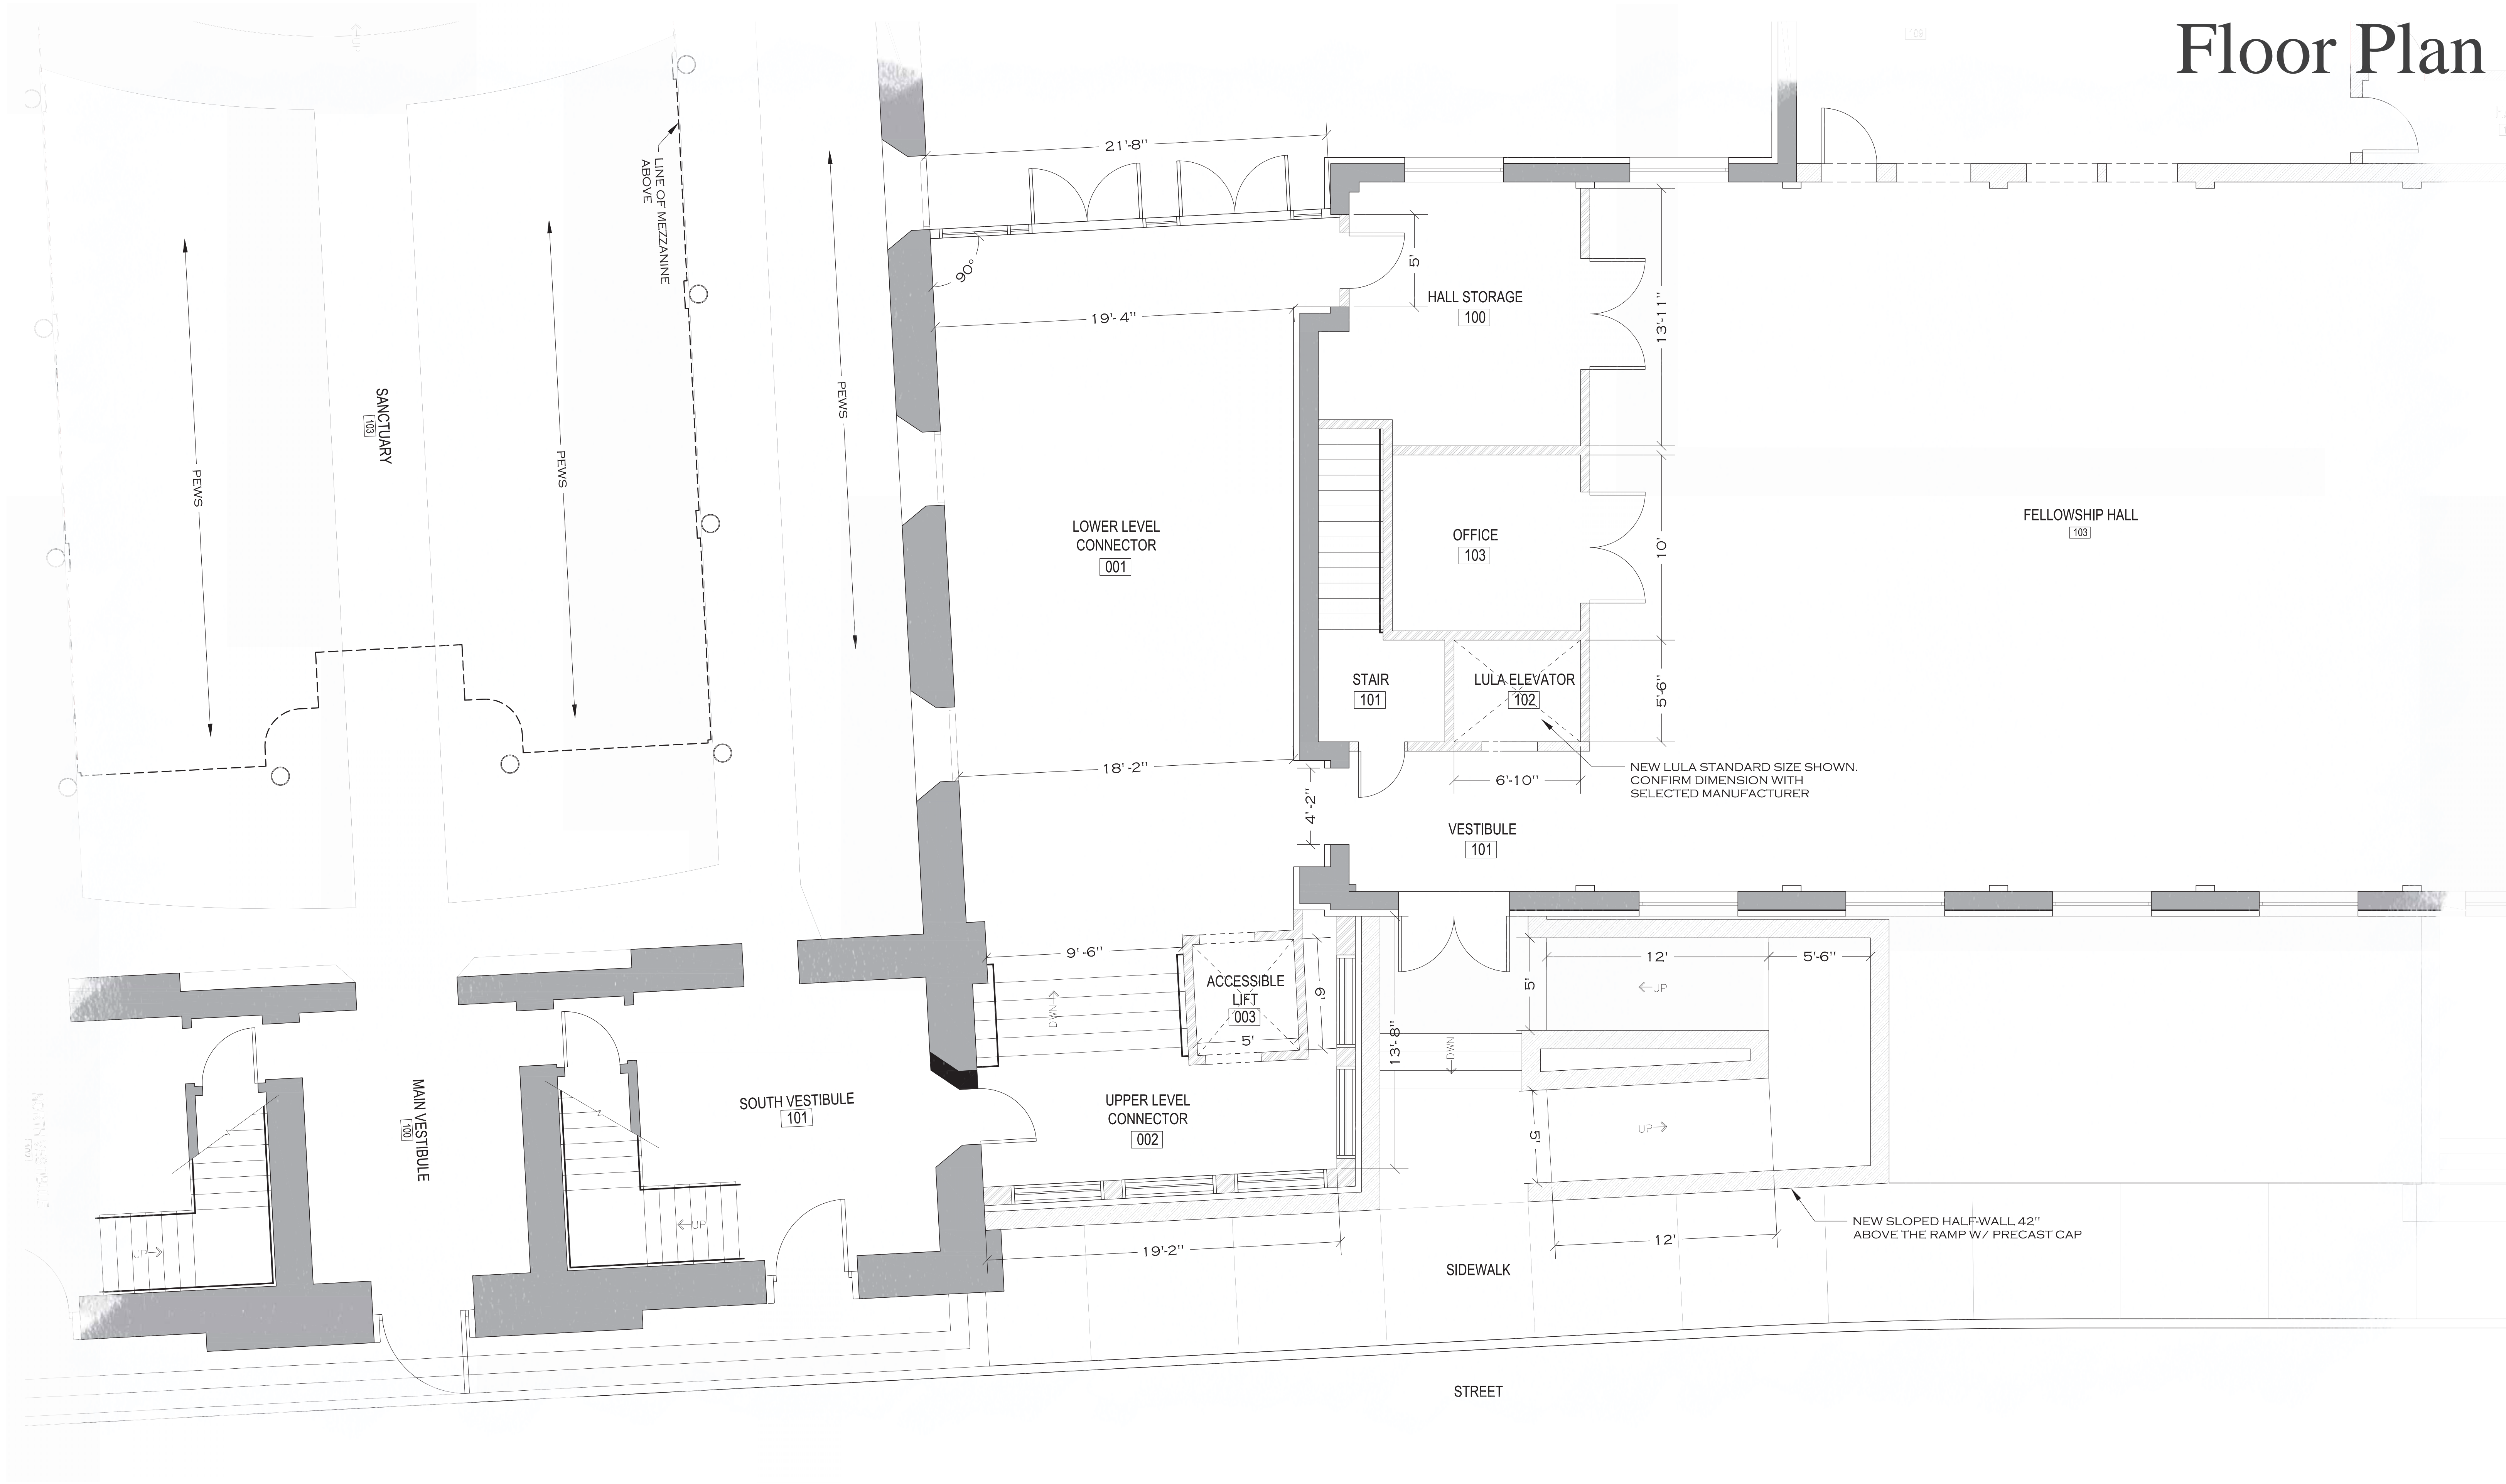 Floor Plan
UP
109
21'-8"
LINE OF MEZZANINE
ABOVE
90°
5'
HALL STORAGE
100
13'-11"
19'- 4"
PEWS
PEWS
PEWS
SANCTUARY
103
LOWER LEVEL
CONNECTOR
001
OFFICE
103
10'
FELLOWSHIP HALL
103
STAIR
101
LULA ELEVATOR
102
5'-6"
18' -2"
6'-10"
NEW LULA STANDARD SIZE SHOWN.
CONFIRM DIMENSION WITH
SELECTED MANUFACTURER
4' -2"
VESTIBULE
101
9' -6"
DWN
ACCESSIBLE
LIFT
003
6'
5'
13'- 8"
5'
12'
5'-6"
UP
DWN
MAIN VESTIBULE
100
SOUTH VESTIBULE
101
UPPER LEVEL
CONNECTOR
002
UP
5'
UP
UP
19'-2"
12'
NEW SLOPED HALF-WALL 42"
ABOVE THE RAMP W/ PRECAST CAP
SIDEWALK
STREET